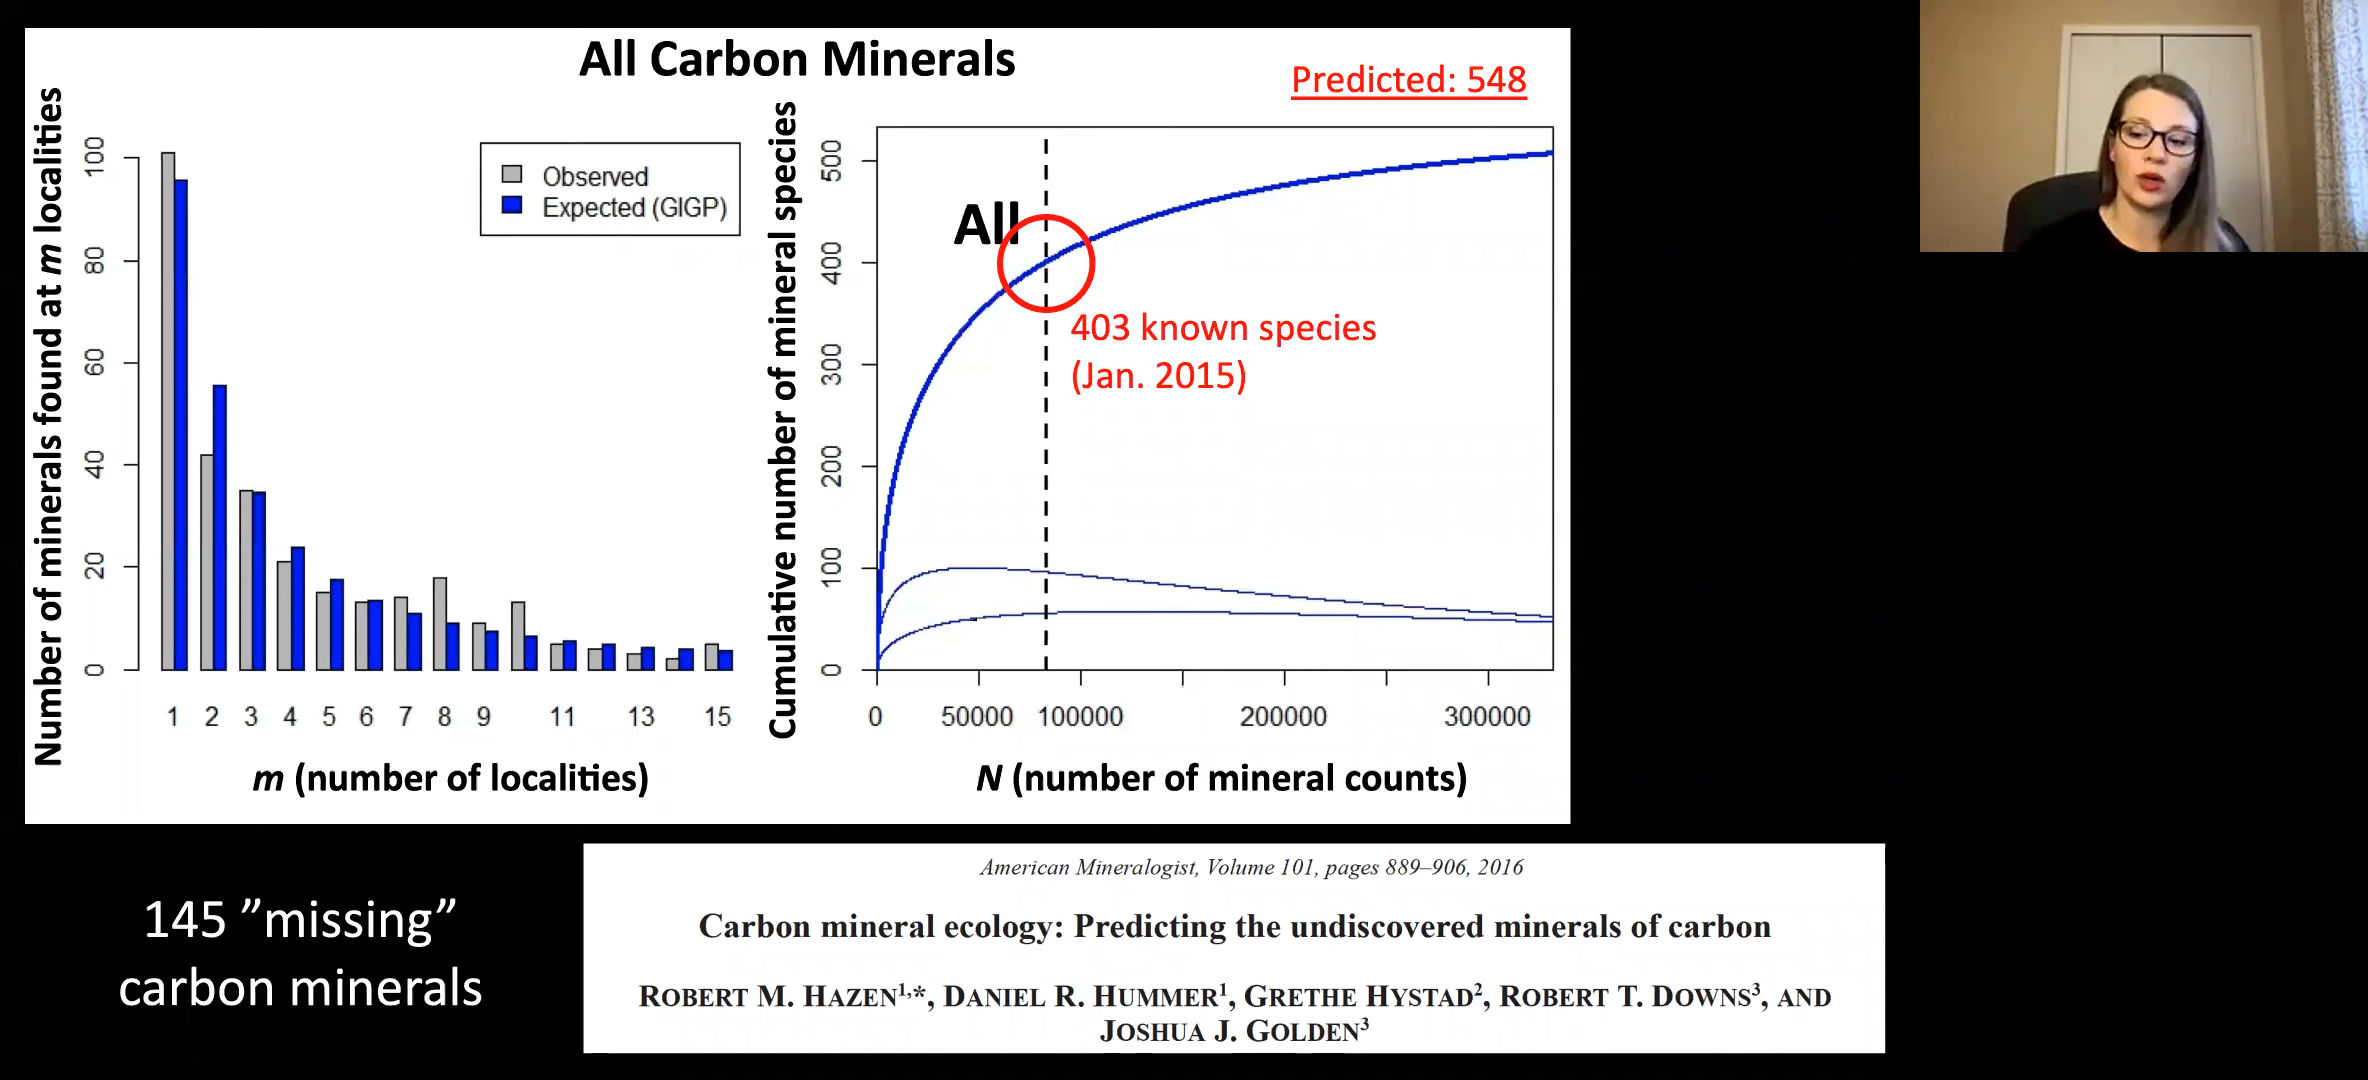 All Carbon Minerals
Predicted: 548
Number of minerals found at m localities
100
80
60
40
20
0
Observed
Expected (GIGP)
1 2 3 4 5 6 7 8 9 11 13 15
m (number of localities)
Cumulative number of mineral species
500
400
300
200
100
0
All
403 known species
(Jan. 2015)
0 50000 100000 200000 300000
N (number of mineral counts)
145 ”missing”
carbon minerals
American Mineralogist, Volume 101, pages 889–906, 2016
Carbon mineral ecology: Predicting the undiscovered minerals of carbon
ROBERT M. HAZEN1,*, DANIEL R. HUMMER1, GRETHE HYSTAD2, ROBERT T. DOWNS3, AND
JOSHUA J. GOLDEN3